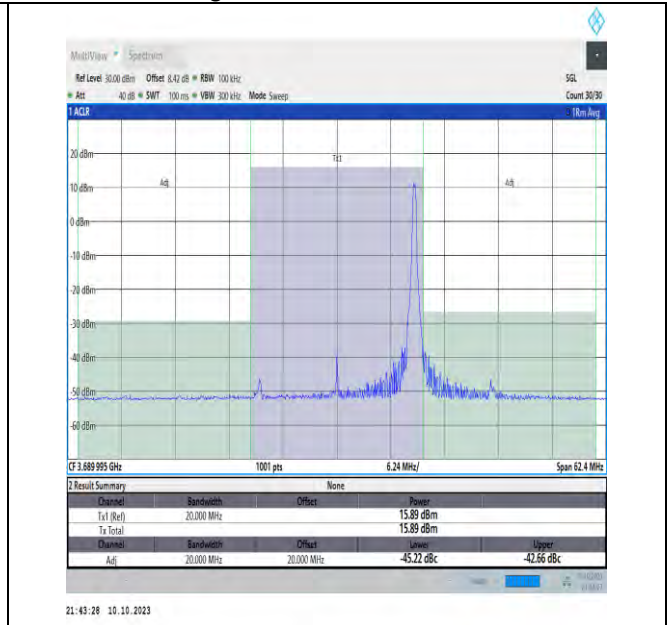 MultiView Spectrum
Ref Level 30.00 dBm Offset 8.42 dB RBW 100 kHz SGL
Att 40 dB SWT 100 ms VBW 300 kHz Mode Sweep Count 30/30
1 ACLR 1Rm Avg
20 dBm
Tx1
10 dBm
Adj Adj
0 dBm
-10 dBm
-20 dBm
-30 dBm
-40 dBm
-50 dBm
-60 dBm
CF 3.689 995 GHz 1001 pts 6.24 MHz/ Span 62.4 MHz
2 Result Summary None
Channel Bandwidth Offset Power
Tx1 (Ref) 20.000 MHz 15.89 dBm
Tx Total 15.89 dBm
Channel Bandwidth Offset Lower Upper
Adj 20.000 MHz 20.000 MHz -45.22 dBc -42.66 dBc
21:43:28 10.10.2023